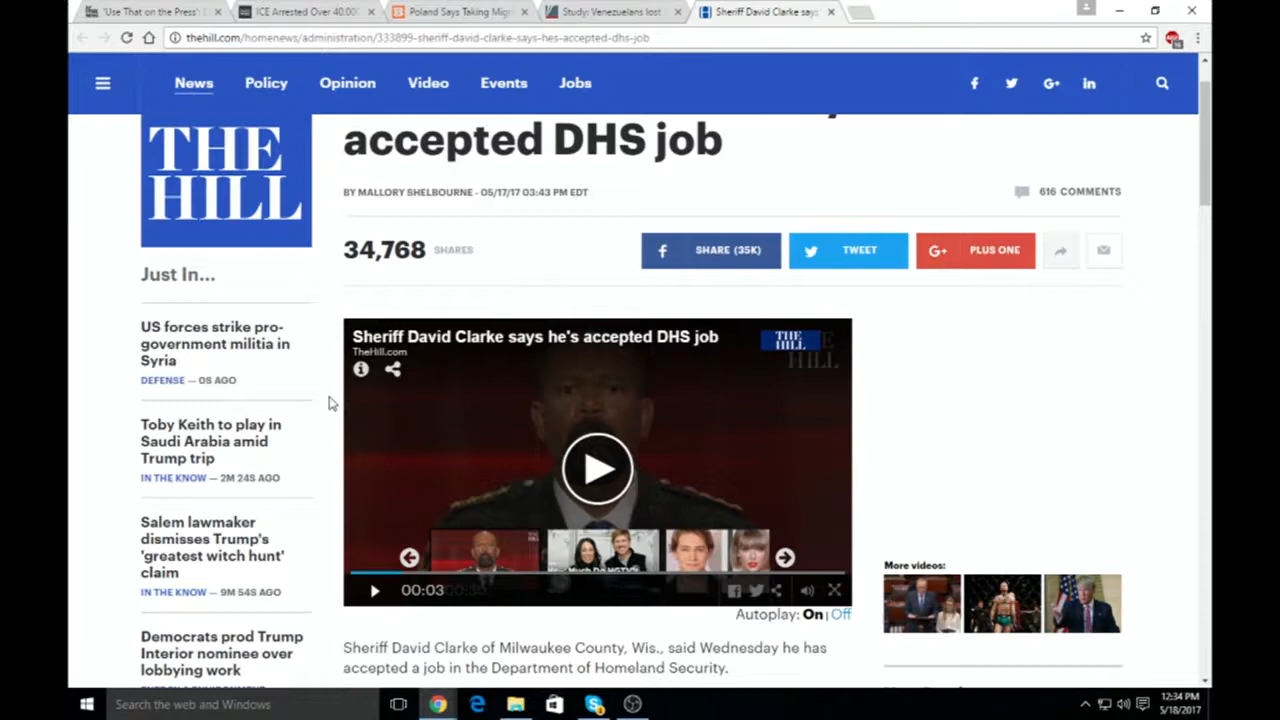 'Use That on the Press':
ICE Arrested Over 40,00
Poland Says Taking Mig
Study: Venezuelans lost
Sheriff David Clarke says
thehill.com/homenews/administration/333899-sheriff-david-clarke-says-hes-accepted-dhs-job
News Policy Opinion Video Events Jobs
THE
HILL
accepted DHS job
BY MALLORY SHELBOURNE - 05/17/17 03:43 PM EDT
616 COMMENTS
34,768 SHARES
SHARE (35K)
TWEET
G+ PLUS ONE
Just In...
US forces strike pro-
government militia in
Syria
DEFENSE — 0S AGO
Toby Keith to play in
Saudi Arabia amid
Trump trip
IN THE KNOW — 2M 24S AGO
Salem lawmaker
dismisses Trump's
'greatest witch hunt'
claim
IN THE KNOW — 9M 54S AGO
Democrats prod Trump
Interior nominee over
lobbying work
Sheriff David Clarke says he's accepted DHS job
TheHill.com
THE
HILL
00:03
Autoplay: On | Off
Sheriff David Clarke of Milwaukee County, Wis., said Wednesday he has
accepted a job in the Department of Homeland Security.
More videos:
Search the web and Windows
12:34 PM
5/18/2017